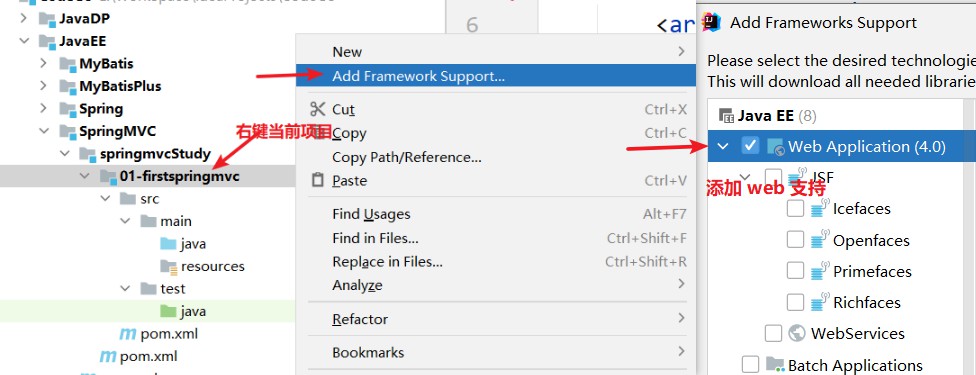 JavaDP
JavaEE
MyBatis
MyBatisPlus
Spring
SpringMVC
springmvcStudy
01-firstspringmvc
src
main
java
resources
test
java
pom.xml
pom.xml
右键当前项目
6
<ar
New
Add Framework Support...
Cut Ctrl+X
Copy Ctrl+C
Copy Path/Reference...
Paste Ctrl+V
Find Usages Alt+F7
Find in Files... Ctrl+Shift+F
Replace in Files... Ctrl+Shift+R
Analyze
Refactor
Bookmarks
Add Frameworks Support
Please select the desired technologie
This will download all needed librarie
Java EE (8)
Web Application (4.0)
添加 web 支持
JSF
Icefaces
Openfaces
Primefaces
Richfaces
WebServices
Batch Applications